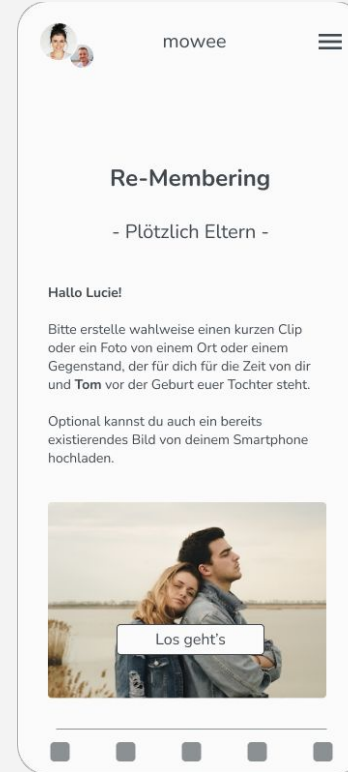 mowee
Re-Membering
- Plötzlich Eltern -
Hallo Lucie!
Bitte erstelle wahlweise einen kurzen Clip
oder ein Foto von einem Ort oder einem
Gegenstand, der für dich für die Zeit von dir
und Tom vor der Geburt euer Tochter steht.
Optional kannst du auch ein bereits
existierendes Bild von deinem Smartphone
hochladen.
Los geht's